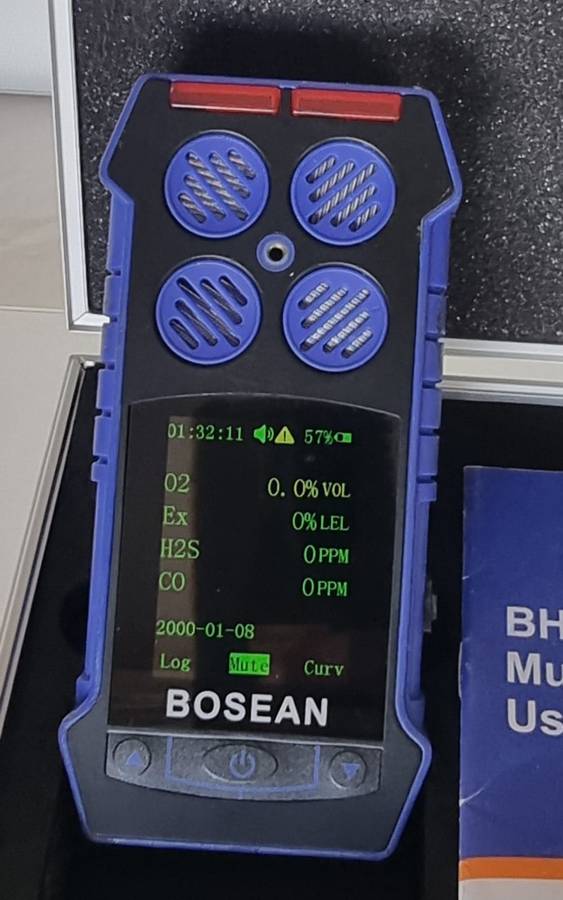 01:32:11 57%
O2 0.0%VOL
Ex 0%LEL
H2S 0PPM
CO 0PPM
2000-01-08
Log Mute Curv
BOSEAN
BH
Mu
Us